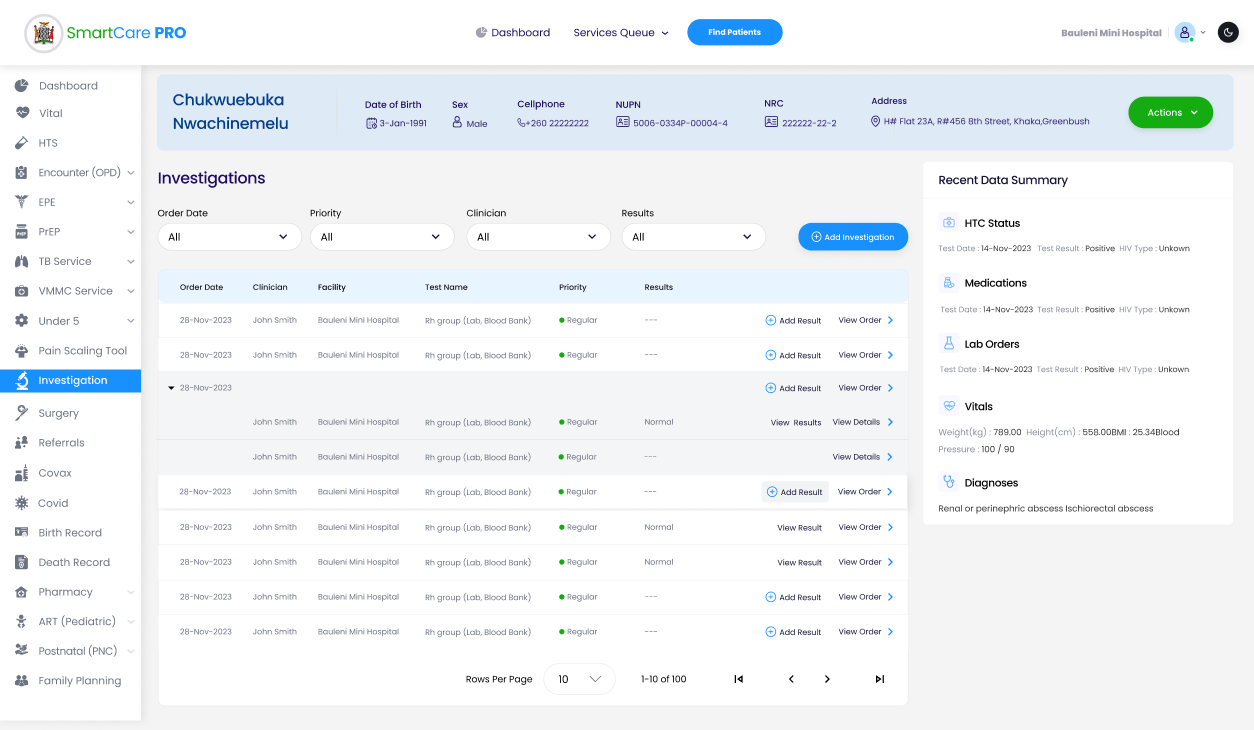 SmartCare PRO
Dashboard
Services Queue
Find Patients
Bauleni Mini Hospital
Dashboard
Vital
HTS
Encounter (OPD)
EPE
PrEP
TB Service
VMMC Service
Under 5
Pain Scaling Tool
Investigation
Surgery
Referrals
Covax
Covid
Birth Record
Death Record
Pharmacy
ART (Pediatric)
Postnatal (PNC)
Family Planning
Chukwuebuka
Nwachinemelu
Date of Birth
3-Jan-1991
Sex
Male
Cellphone
+260 22222222
NUPN
5006-0334P-00004-4
NRC
222222-22-2
Address
H# Flat 23A, R#456 8th Street, Khaka,Greenbush
Actions
Investigations
Order Date Priority Clinician Results
All All All All
Add Investigation
Order Date Clinician Facility Test Name Priority Results
28-Nov-2023 John Smith Bauleni Mini Hospital Rh group (Lab, Blood Bank) Regular --- Add Result View Order
28-Nov-2023 John Smith Bauleni Mini Hospital Rh group (Lab, Blood Bank) Regular --- Add Result View Order
28-Nov-2023 Add Result View Order
John Smith Bauleni Mini Hospital Rh group (Lab, Blood Bank) Regular Normal View Results View Details
John Smith Bauleni Mini Hospital Rh group (Lab, Blood Bank) Regular --- View Details
28-Nov-2023 John Smith Bauleni Mini Hospital Rh group (Lab, Blood Bank) Regular --- Add Result View Order
28-Nov-2023 John Smith Bauleni Mini Hospital Rh group (Lab, Blood Bank) Regular Normal View Result View Order
28-Nov-2023 John Smith Bauleni Mini Hospital Rh group (Lab, Blood Bank) Regular Normal View Result View Order
28-Nov-2023 John Smith Bauleni Mini Hospital Rh group (Lab, Blood Bank) Regular --- Add Result View Order
28-Nov-2023 John Smith Bauleni Mini Hospital Rh group (Lab, Blood Bank) Regular --- Add Result View Order
Rows Per Page 10 1-10 of 100
Recent Data Summary
HTC Status
Test Date : 14-Nov-2023 Test Result : Positive HIV Type : Unkown
Medications
Test Date : 14-Nov-2023 Test Result : Positive HIV Type : Unkown
Lab Orders
Test Date : 14-Nov-2023 Test Result : Positive HIV Type : Unkown
Vitals
Weight(kg) : 789.00 Height(cm) : 558.00BMI : 25.34Blood
Pressure : 100 / 90
Diagnoses
Renal or perinephric abscess Ischiorectal abscess